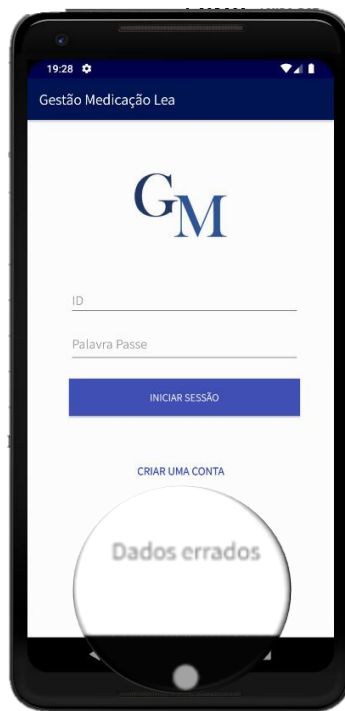 19:28
Gestão Medicação Lea
GM
ID
Palavra Passe
INICIAR SESSÃO
CRIAR UMA CONTA
Dados errados